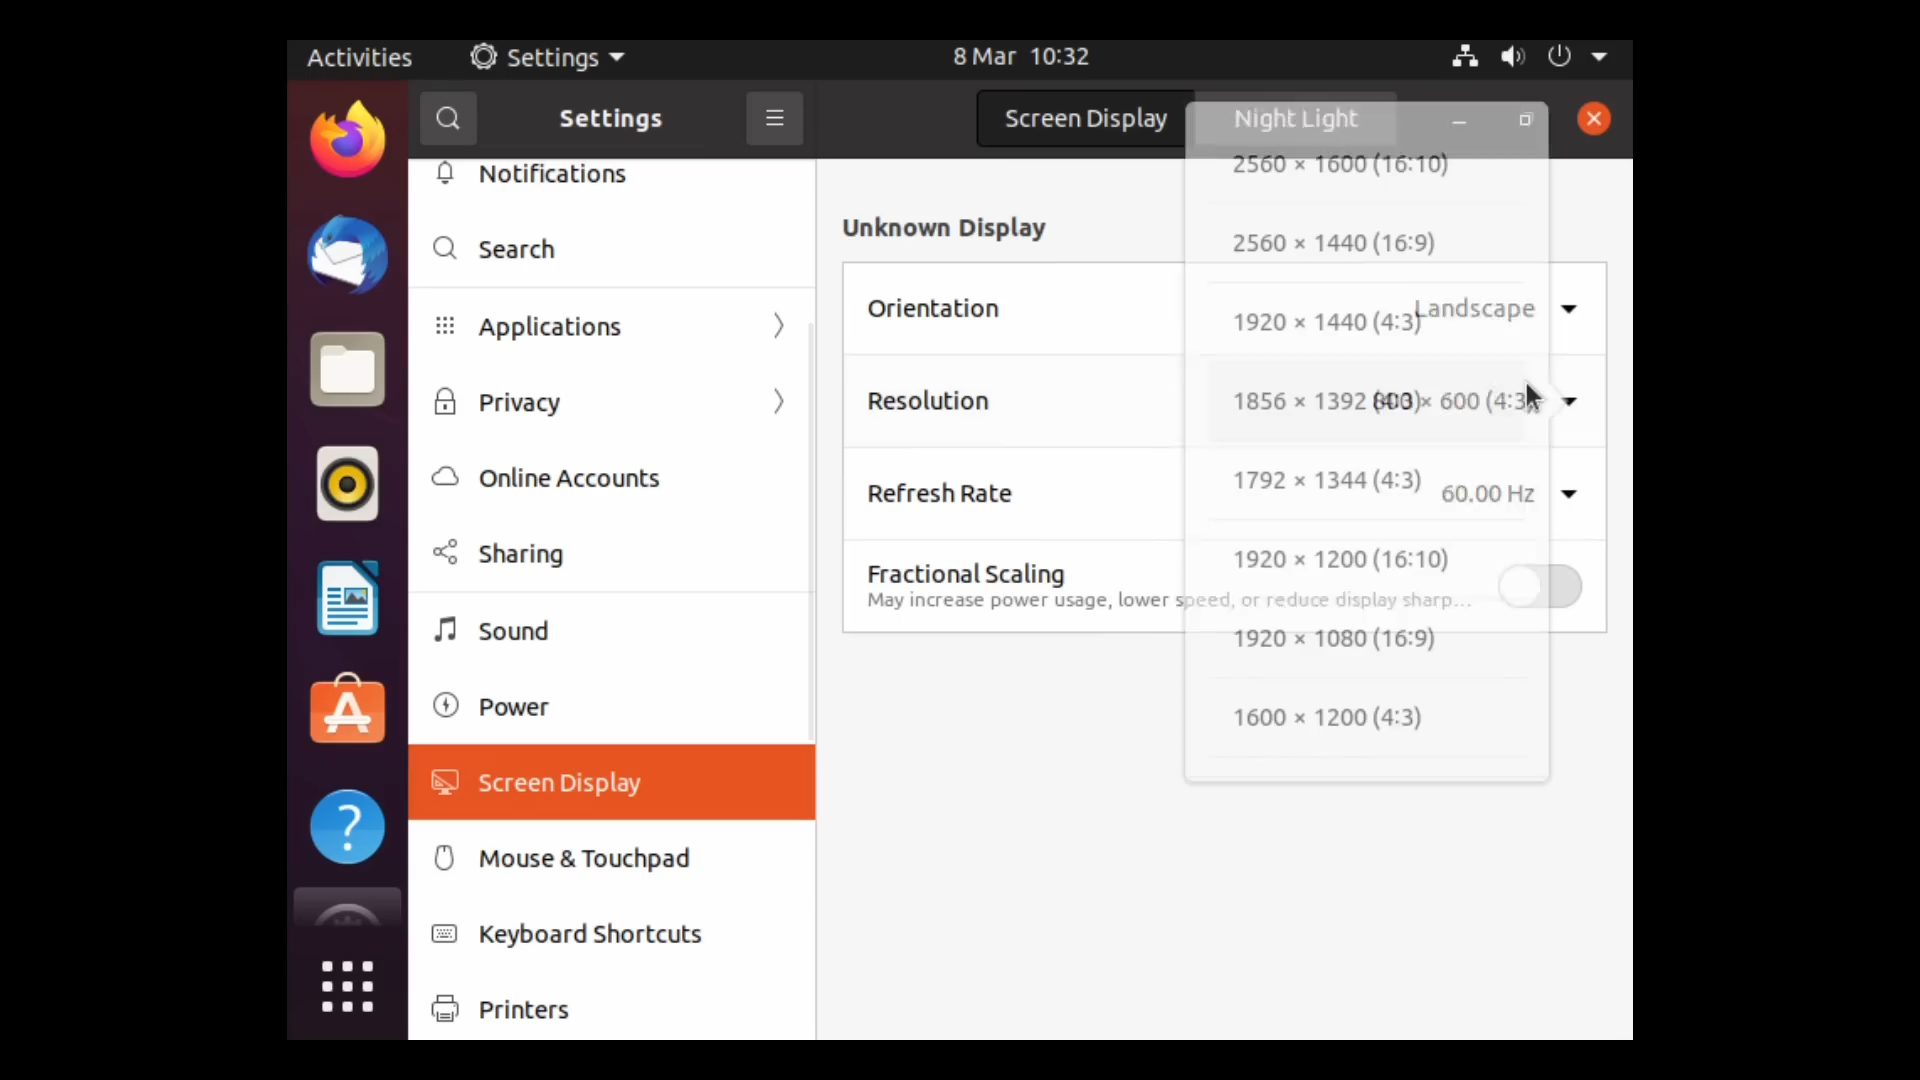 Activities
Settings
8 Mar 10:32
Settings
Screen Display
Night Light
Notifications
Search
Applications
Privacy
Online Accounts
Sharing
Sound
Power
Screen Display
Mouse & Touchpad
Keyboard Shortcuts
Printers
Unknown Display
Orientation
Landscape
Resolution
800 × 600 (4:3)
Refresh Rate
60.00 Hz
Fractional Scaling
May increase power usage, lower speed, or reduce display sharp...
2560 × 1600 (16:10)
2560 × 1440 (16:9)
1920 × 1440 (4:3)
1856 × 1392 (4:3)
1792 × 1344 (4:3)
1920 × 1200 (16:10)
1920 × 1080 (16:9)
1600 × 1200 (4:3)